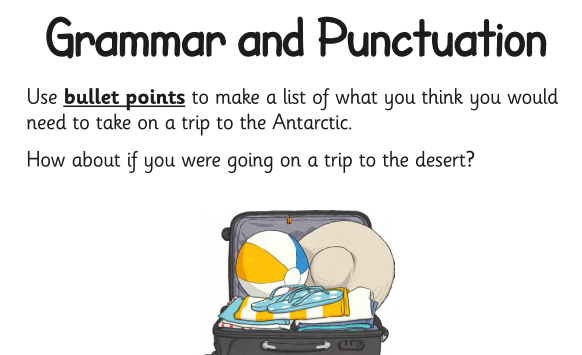 Grammar and Punctuation
Use bullet points to make a list of what you think you would
need to take on a trip to the Antarctic.
How about if you were going on a trip to the desert?